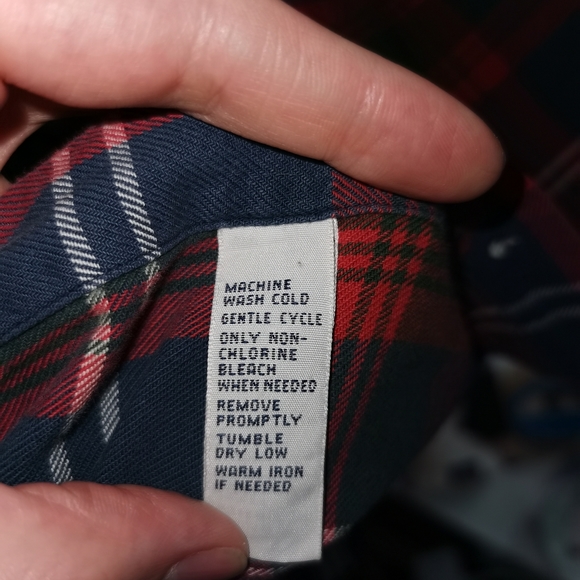 MACHINE
WASH COLD
GENTLE CYCLE
ONLY NON-
CHLORINE
BLEACH
WHEN NEEDED
REMOVE
PROMPTLY
TUMBLE
DRY LOW
WARM IRON
IF NEEDED